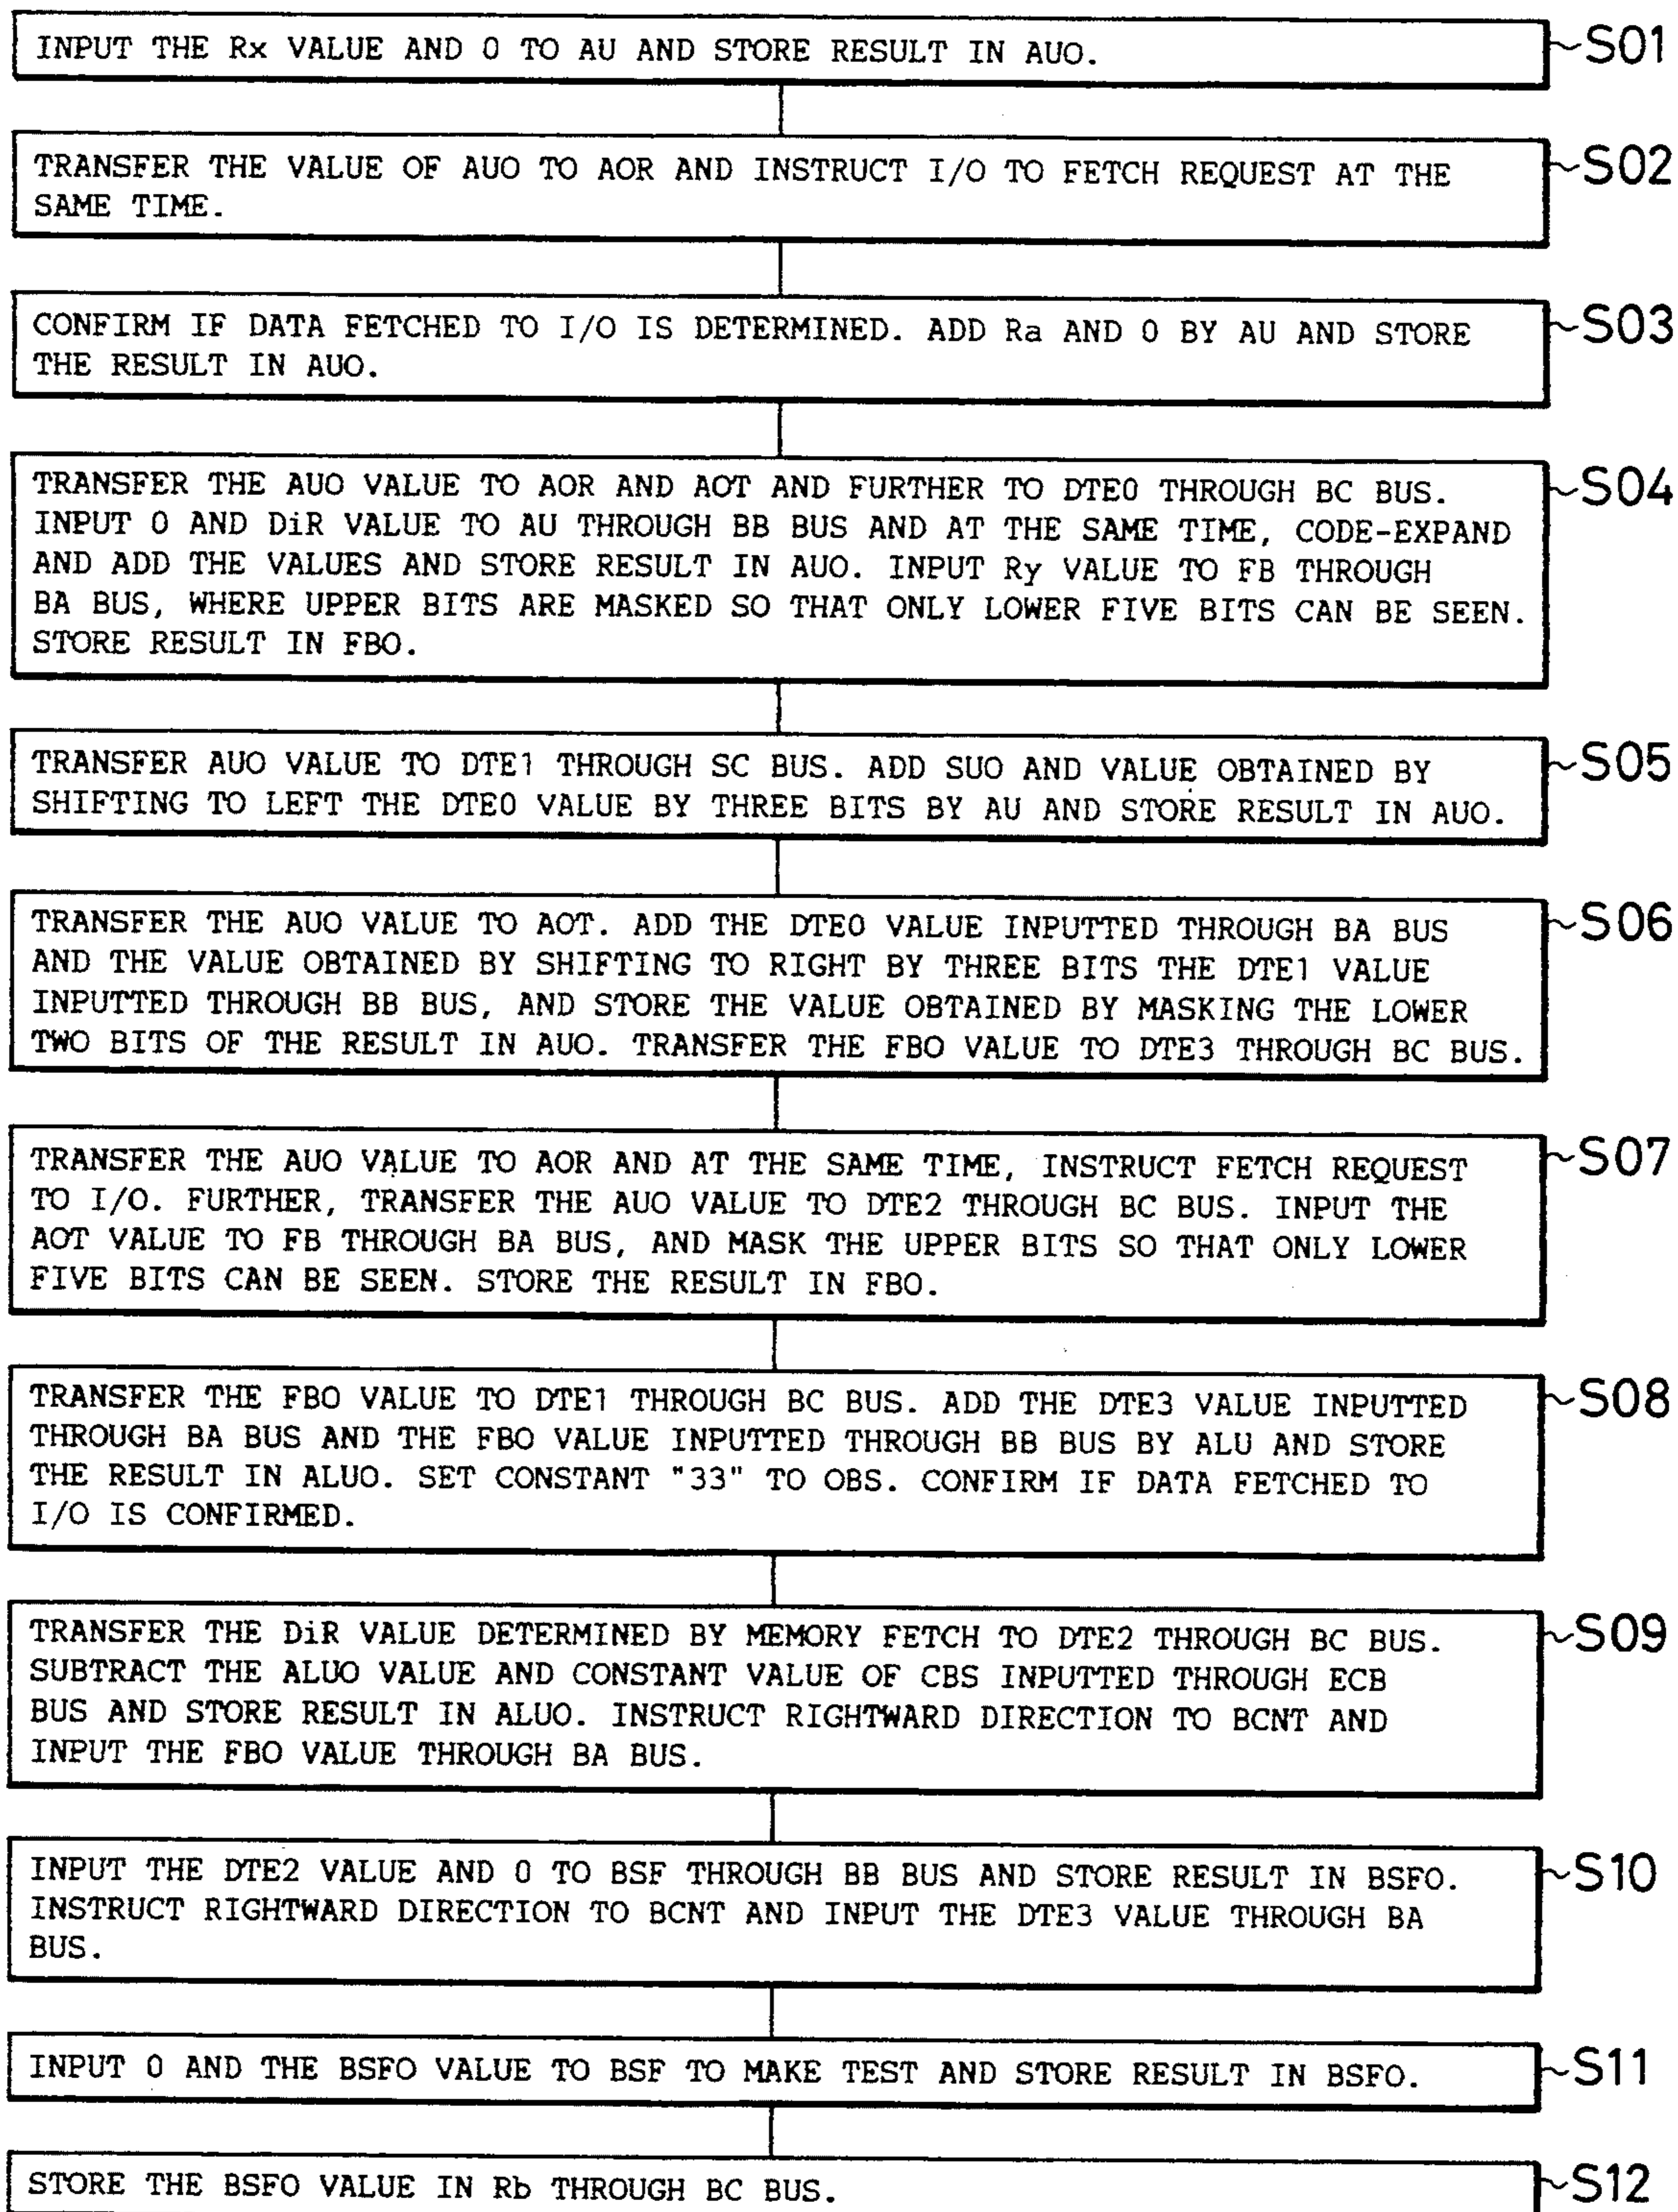 INPUT THE Rx VALUE AND 0 TO AU AND STORE RESULT IN AUO.
S01
TRANSFER THE VALUE OF AUO TO AOR AND INSTRUCT I/O TO FETCH REQUEST AT THE
SAME TIME.
S02
CONFIRM IF DATA FETCHED TO I/O IS DETERMINED. ADD Ra AND 0 BY AU AND STORE
THE RESULT IN AUO.
S03
TRANSFER THE AUO VALUE TO AOR AND AOT AND FURTHER TO DTE0 THROUGH BC BUS.
INPUT 0 AND DiR VALUE TO AU THROUGH BB BUS AND AT THE SAME TIME, CODE-EXPAND
AND ADD THE VALUES AND STORE RESULT IN AUO. INPUT Ry VALUE TO FB THROUGH
BA BUS, WHERE UPPER BITS ARE MASKED SO THAT ONLY LOWER FIVE BITS CAN BE SEEN.
STORE RESULT IN FBO.
S04
TRANSFER AUO VALUE TO DTE1 THROUGH SC BUS. ADD SUO AND VALUE OBTAINED BY
SHIFTING TO LEFT THE DTE0 VALUE BY THREE BITS BY AU AND STORE RESULT IN AUO.
S05
TRANSFER THE AUO VALUE TO AOT. ADD THE DTE0 VALUE INPUTTED THROUGH BA BUS
AND THE VALUE OBTAINED BY SHIFTING TO RIGHT BY THREE BITS THE DTE1 VALUE
INPUTTED THROUGH BB BUS, AND STORE THE VALUE OBTAINED BY MASKING THE LOWER
TWO BITS OF THE RESULT IN AUO. TRANSFER THE FBO VALUE TO DTE3 THROUGH BC BUS.
S06
TRANSFER THE AUO VALUE TO AOR AND AT THE SAME TIME, INSTRUCT FETCH REQUEST
TO I/O. FURTHER, TRANSFER THE AUO VALUE TO DTE2 THROUGH BC BUS. INPUT THE
AOT VALUE TO FB THROUGH BA BUS, AND MASK THE UPPER BITS SO THAT ONLY LOWER
FIVE BITS CAN BE SEEN. STORE THE RESULT IN FBO.
S07
TRANSFER THE FBO VALUE TO DTE1 THROUGH BC BUS. ADD THE DTE3 VALUE INPUTTED
THROUGH BA BUS AND THE FBO VALUE INPUTTED THROUGH BB BUS BY ALU AND STORE
THE RESULT IN ALUO. SET CONSTANT "33" TO OBS. CONFIRM IF DATA FETCHED TO
I/O IS CONFIRMED.
S08
TRANSFER THE DiR VALUE DETERMINED BY MEMORY FETCH TO DTE2 THROUGH BC BUS.
SUBTRACT THE ALUO VALUE AND CONSTANT VALUE OF CBS INPUTTED THROUGH ECB
BUS AND STORE RESULT IN ALUO. INSTRUCT RIGHTWARD DIRECTION TO BCNT AND
INPUT THE FBO VALUE THROUGH BA BUS.
S09
INPUT THE DTE2 VALUE AND 0 TO BSF THROUGH BB BUS AND STORE RESULT IN BSFO.
INSTRUCT RIGHTWARD DIRECTION TO BCNT AND INPUT THE DTE3 VALUE THROUGH BA
BUS.
S10
INPUT 0 AND THE BSFO VALUE TO BSF TO MAKE TEST AND STORE RESULT IN BSFO.
S11
STORE THE BSFO VALUE IN Rb THROUGH BC BUS.
S12